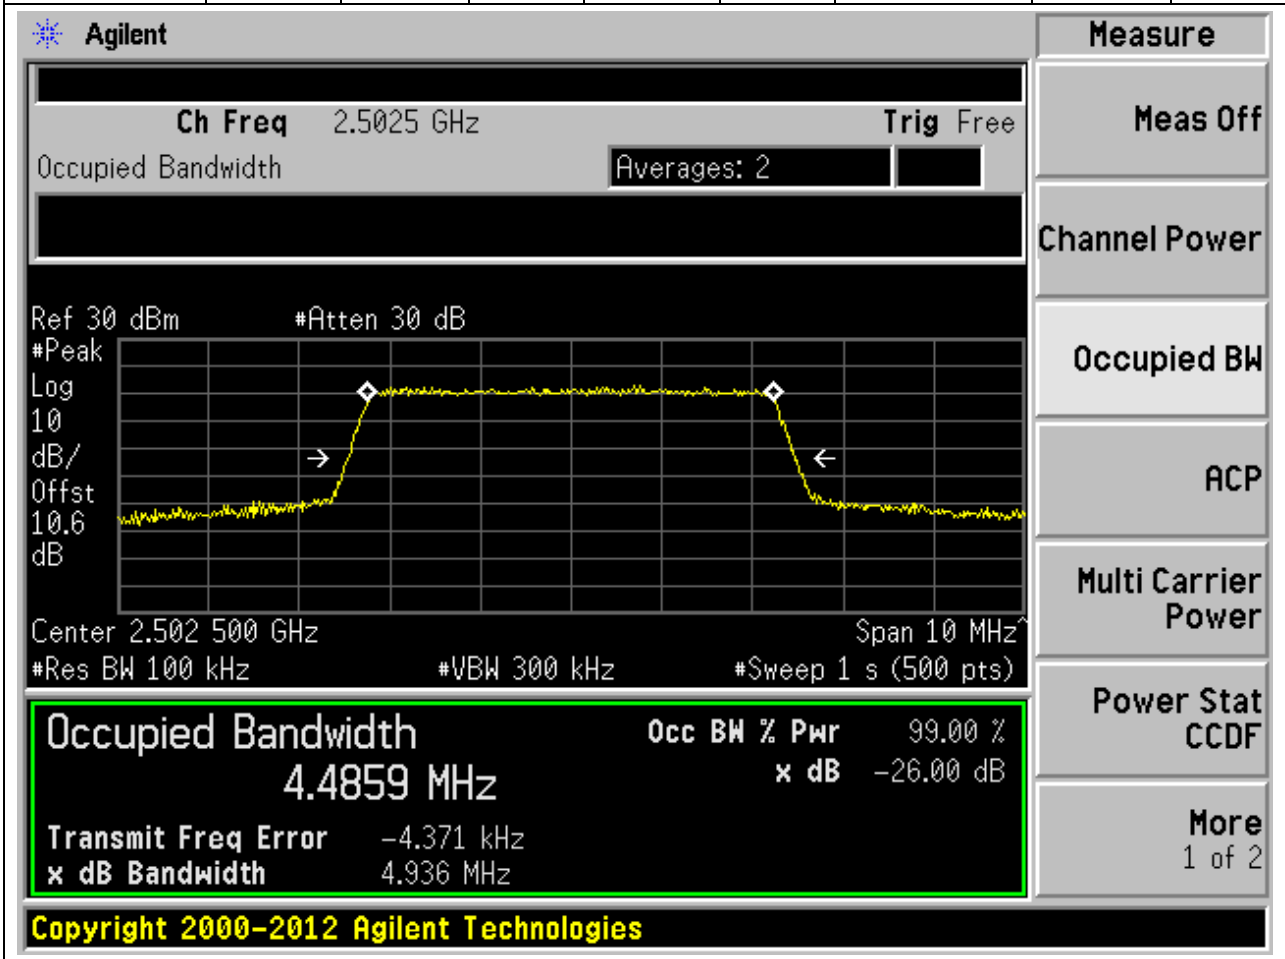 Agilent
Measure
Ch Freq 2.5025 GHz Trig Free
Meas Off
Occupied Bandwidth Averages: 2
Channel Power
Ref 30 dBm #Atten 30 dB
#Peak
Log
10
dB/
Offst
10.6
dB
Occupied BW
ACP
Center 2.502 500 GHz Span 10 MHz^
#Res BW 100 kHz #VBW 300 kHz #Sweep 1 s (500 pts)
Multi Carrier
Power
Occupied Bandwidth Occ BW % Pwr 99.00 %
4.4859 MHz x dB -26.00 dB
Transmit Freq Error -4.371 kHz
x dB Bandwidth 4.936 MHz
Power Stat
CCDF
More
1 of 2
Copyright 2000-2012 Agilent Technologies